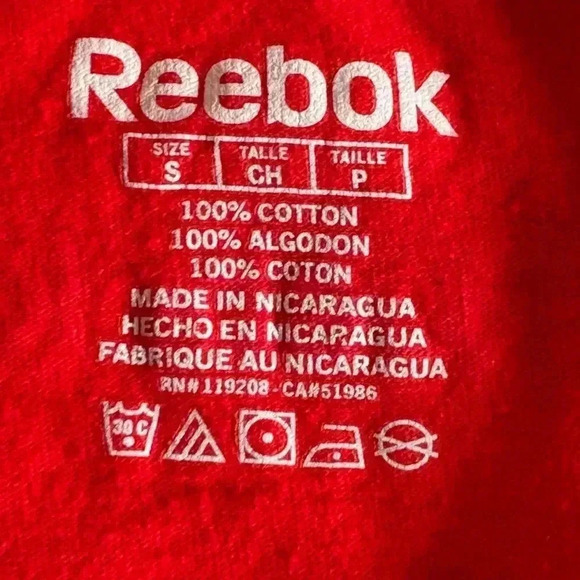 Reebok
SIZE TALLE TAILLE
S CH P
100% COTTON
100% ALGODON
100% COTON
MADE IN NICARAGUA
HECHO EN NICARAGUA
FABRIQUE AU NICARAGUA
RN#119208-CA#51986
30 C